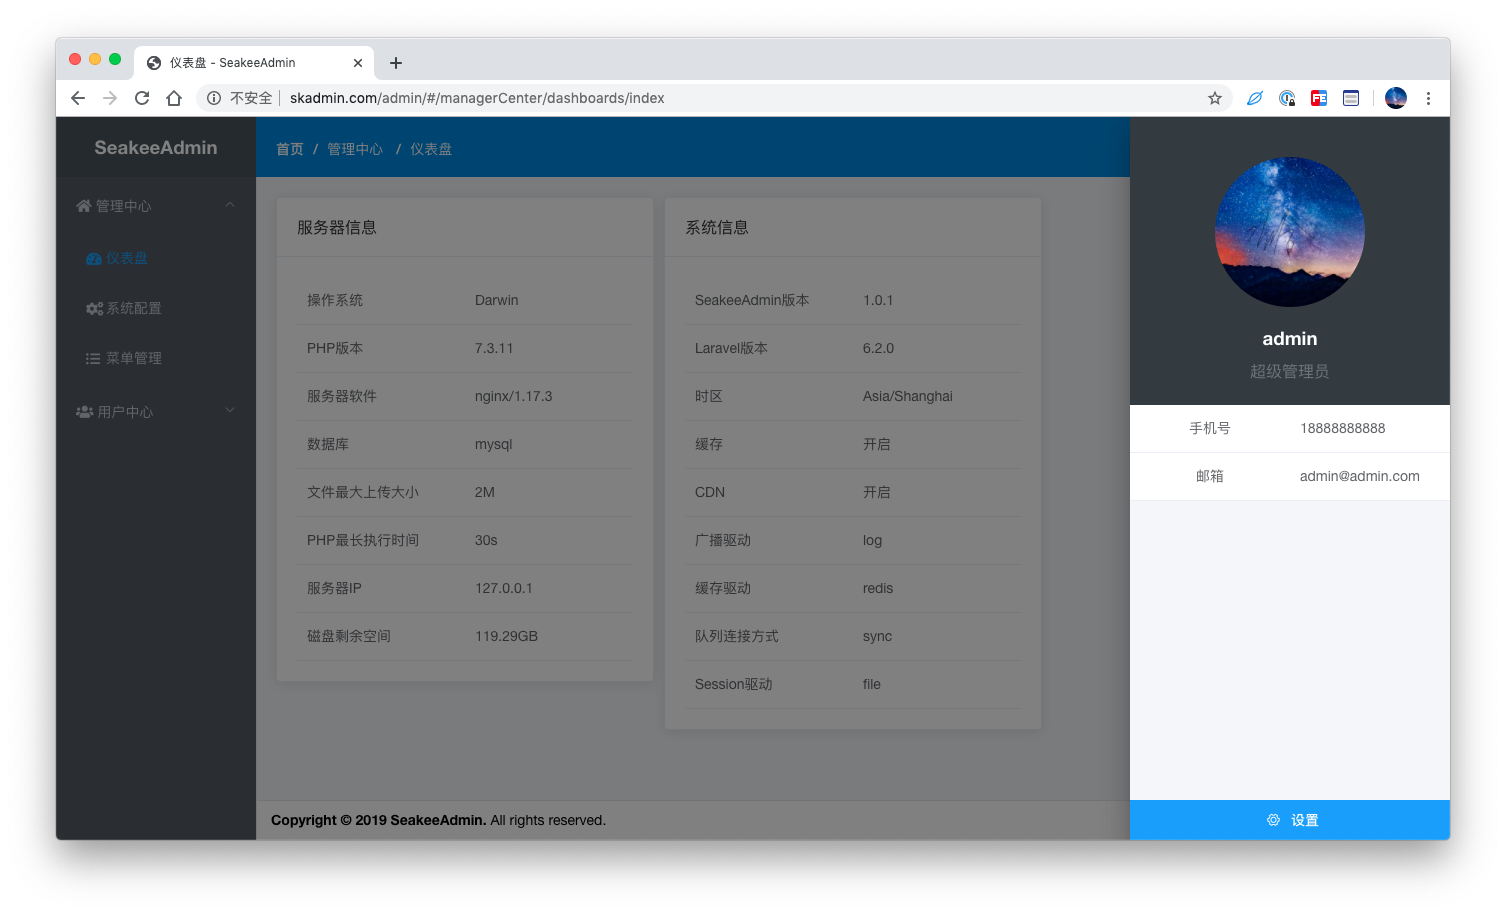 仪表盘 - SeakeeAdmin
不安全 skadmin.com/admin/#/managerCenter/dashboards/index
SeakeeAdmin
管理中心
仪表盘
系统配置
菜单管理
用户中心
首页 / 管理中心 / 仪表盘
服务器信息
操作系统 Darwin
PHP版本 7.3.11
服务器软件 nginx/1.17.3
数据库 mysql
文件最大上传大小 2M
PHP最长执行时间 30s
服务器IP 127.0.0.1
磁盘剩余空间 119.29GB
系统信息
SeakeeAdmin版本 1.0.1
Laravel版本 6.2.0
时区 Asia/Shanghai
缓存 开启
CDN 开启
广播驱动 log
缓存驱动 redis
队列连接方式 sync
Session驱动 file
Copyright © 2019 SeakeeAdmin. All rights reserved.
admin
超级管理员
手机号 18888888888
邮箱 admin@admin.com
设置